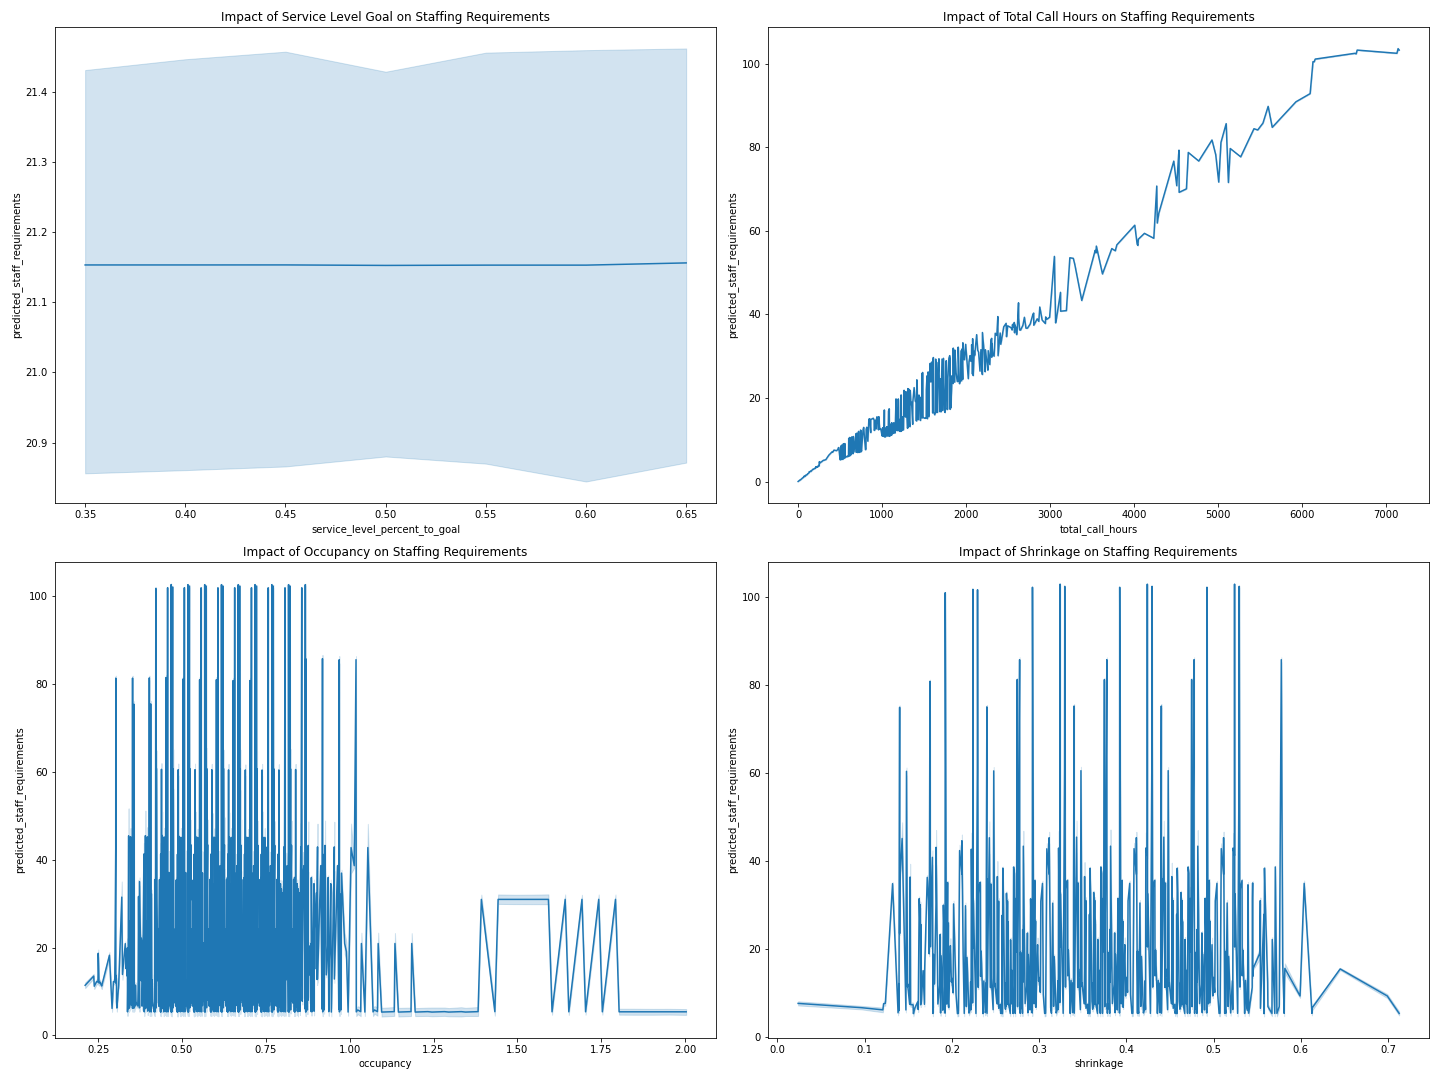 Impact of Service Level Goal on Staffing Requirements
predicted_staff_requirements
21.4
21.3
21.2
21.1
21.0
20.9
0.35 0.40 0.45 0.50 0.55 0.60 0.65
service_level_percent_to_goal
Impact of Total Call Hours on Staffing Requirements
predicted_staff_requirements
100
80
60
40
20
0
0 1000 2000 3000 4000 5000 6000 7000
total_call_hours
Impact of Occupancy on Staffing Requirements
predicted_staff_requirements
100
80
60
40
20
0
0.25 0.50 0.75 1.00 1.25 1.50 1.75 2.00
occupancy
Impact of Shrinkage on Staffing Requirements
predicted_staff_requirements
100
80
60
40
20
0
0.0 0.1 0.2 0.3 0.4 0.5 0.6 0.7
shrinkage